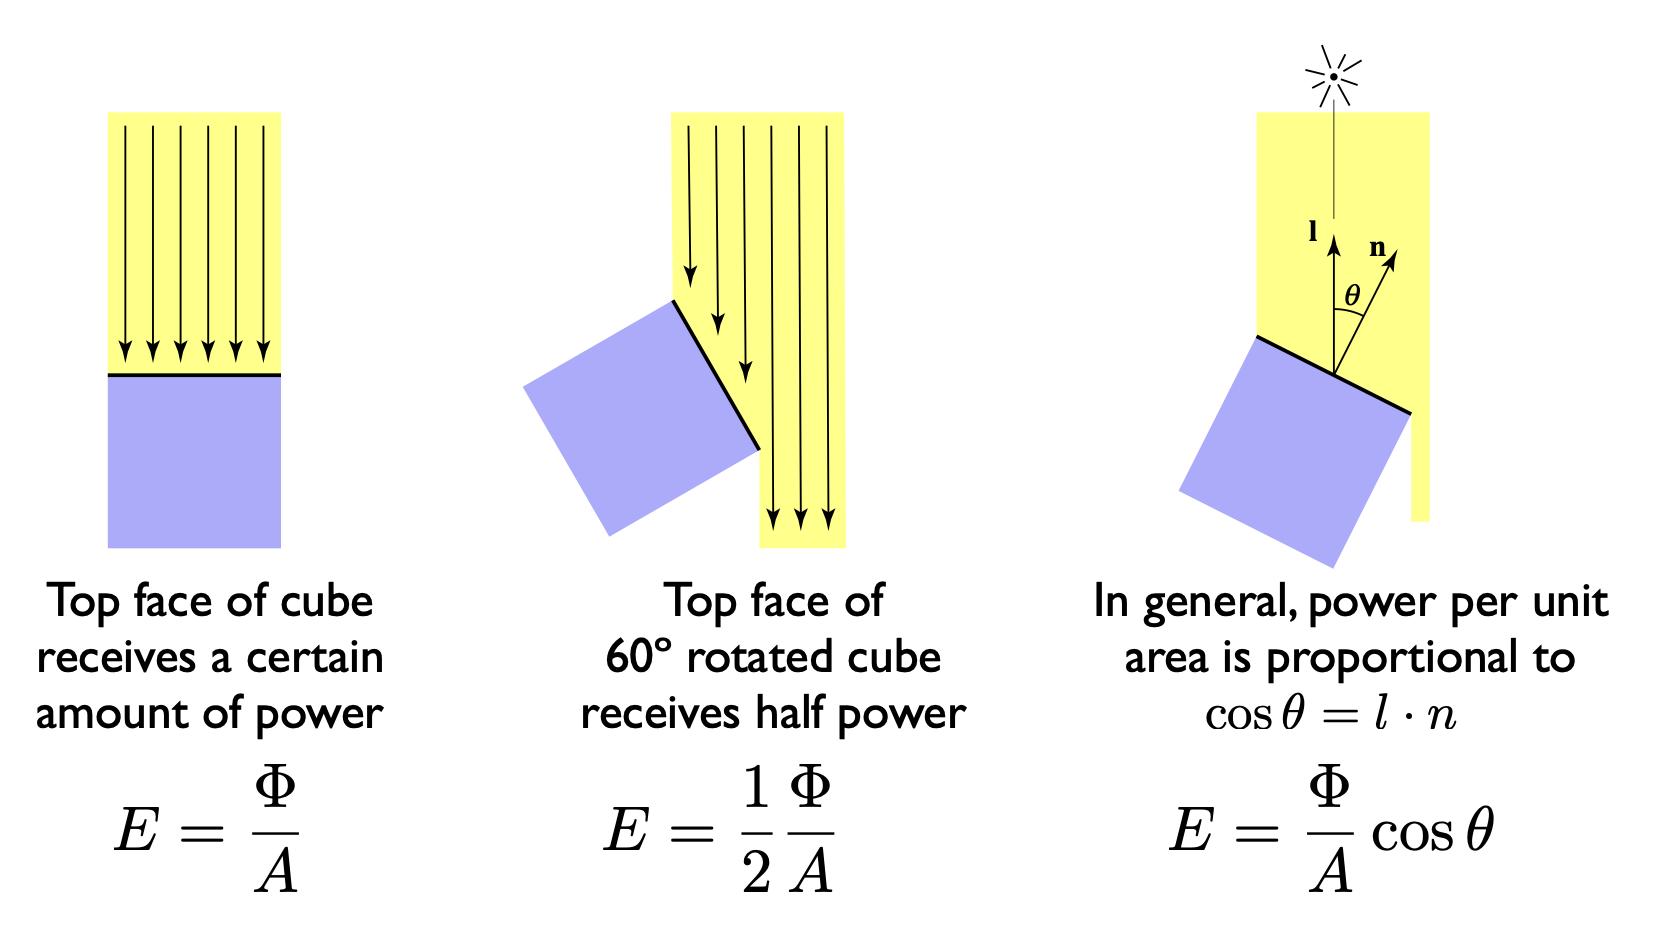 l
n
θ
Top face of cube
receives a certain
amount of power
E = Φ/A
Top face of
60º rotated cube
receives half power
E = 1/2 Φ/A
In general, power per unit
area is proportional to
cos θ = l · n
E = Φ/A cos θ